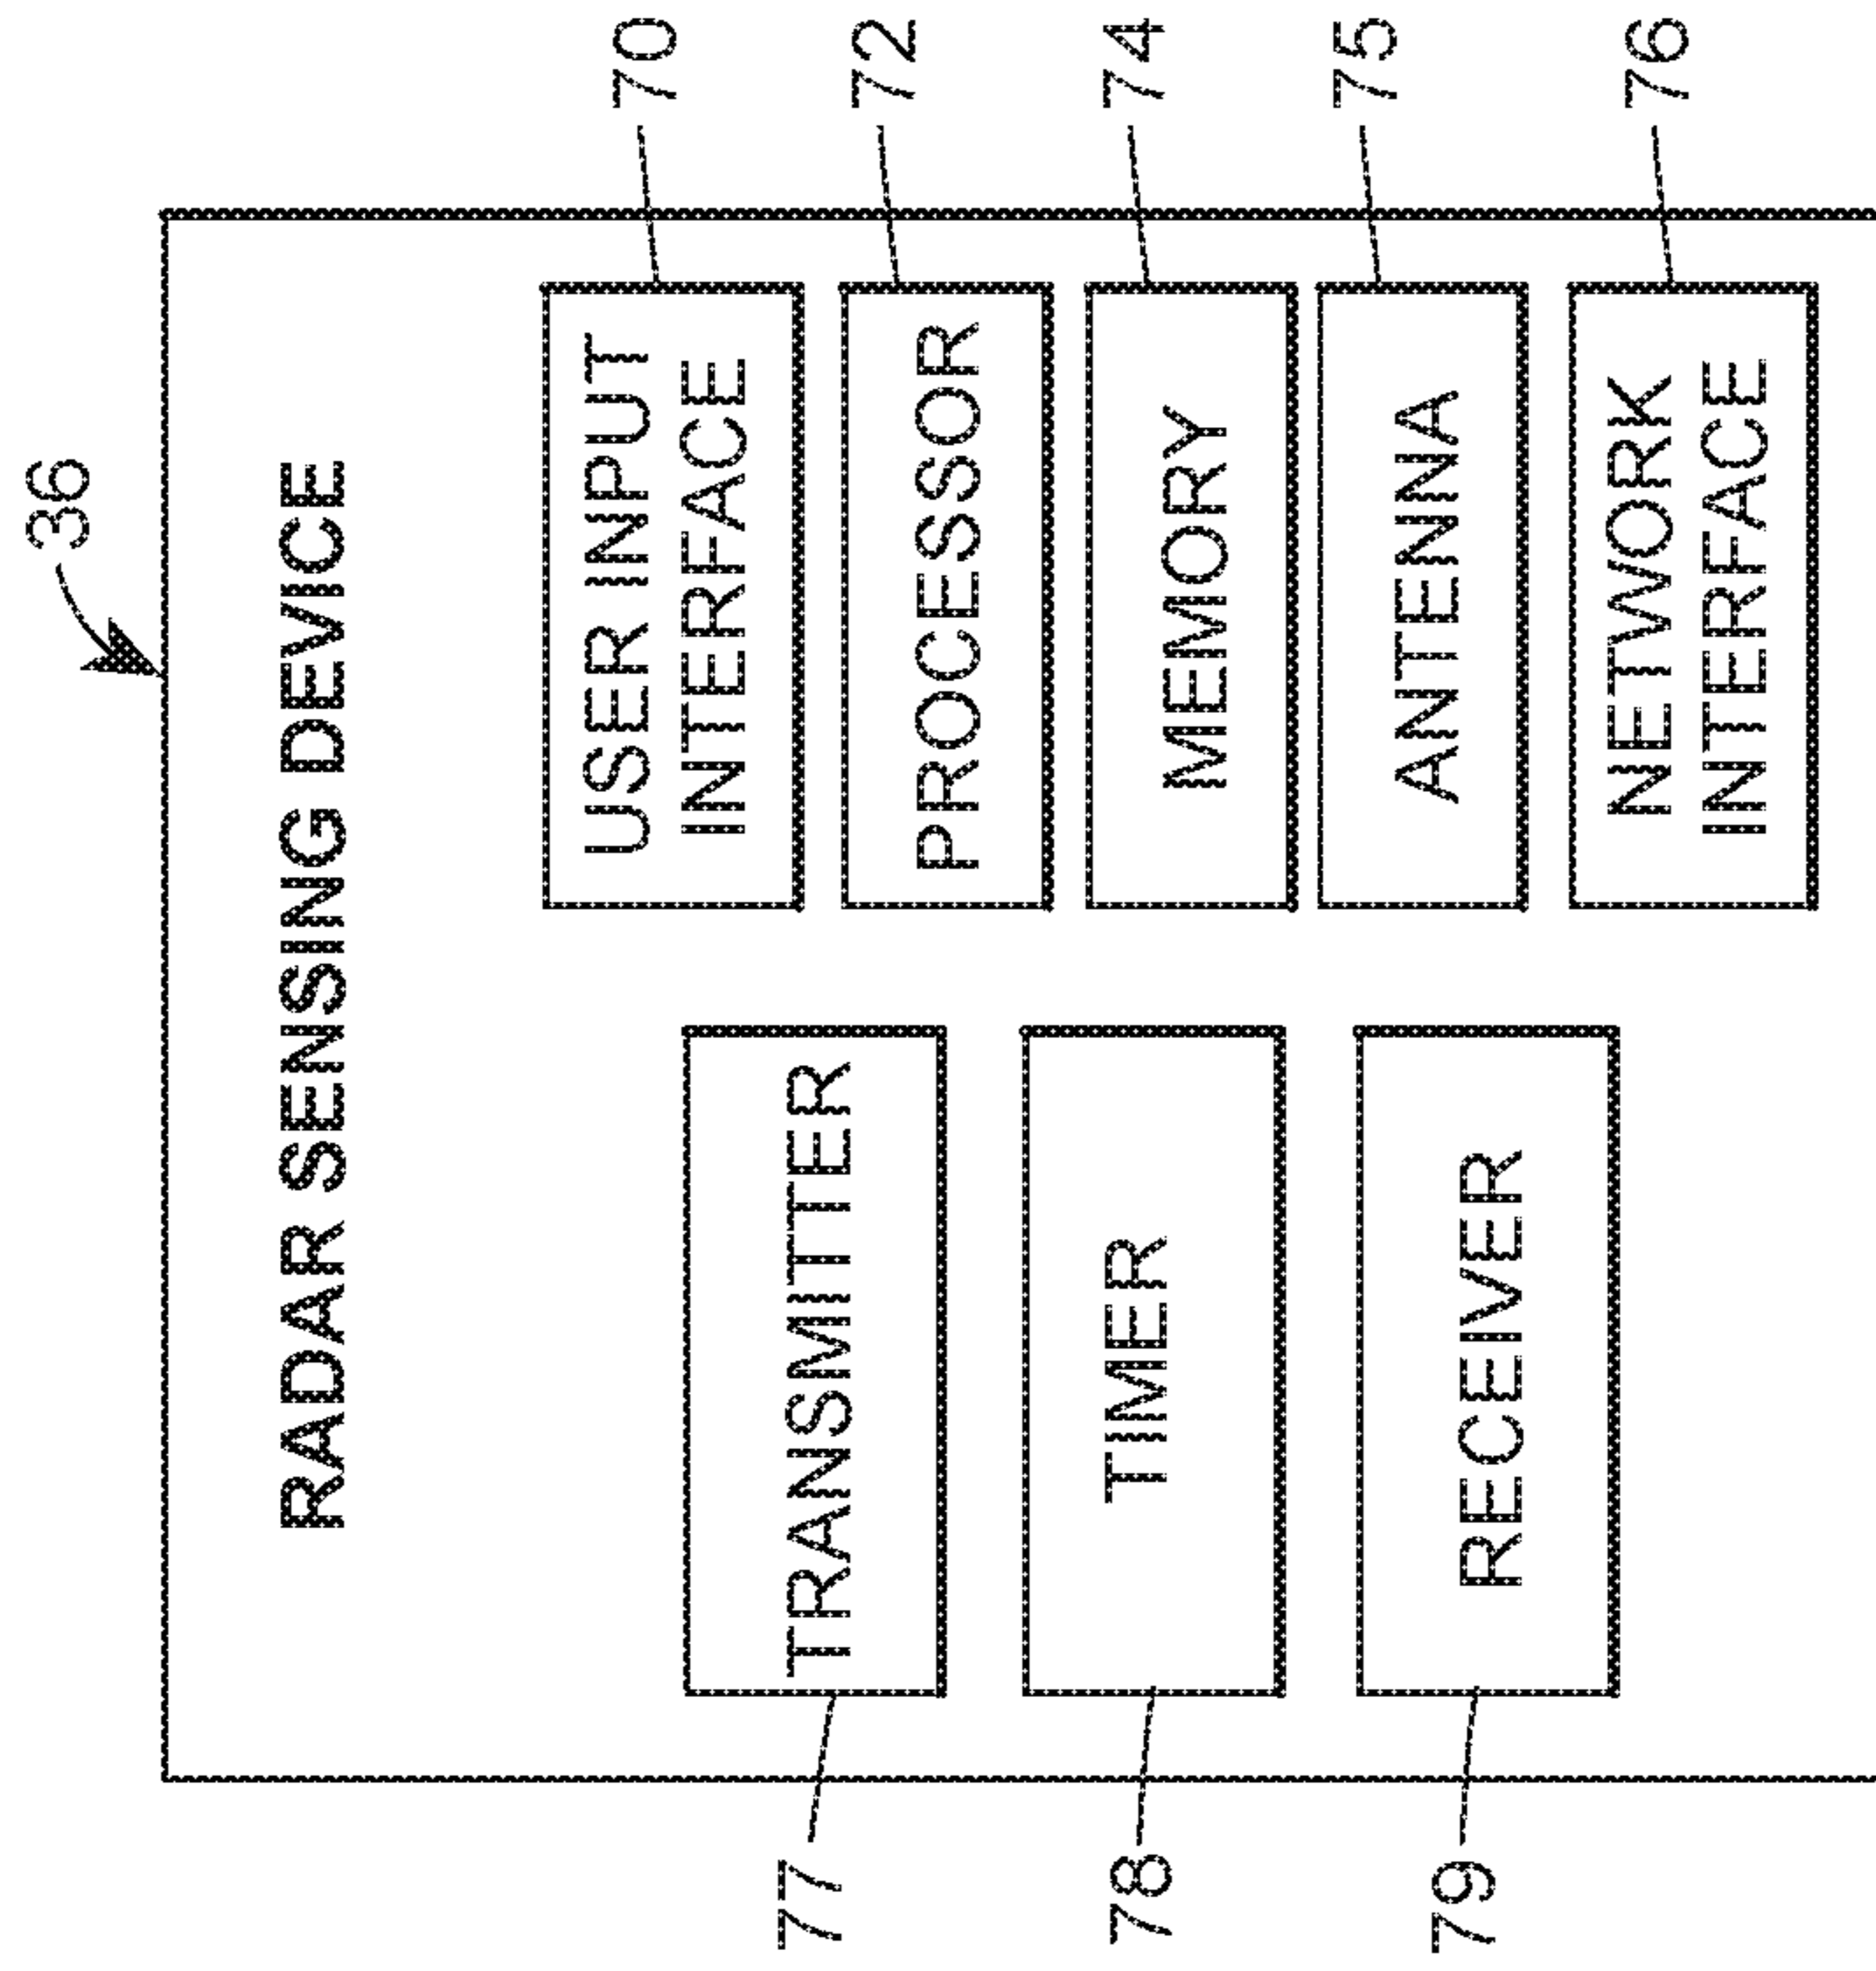 36
RADAR SENSING DEVICE
77
TRANSMITTER
78
TIMER
79
RECEIVER
USER INPUT
INTERFACE
70
PROCESSOR
72
MEMORY
74
ANTENNA
75
NETWORK
INTERFACE
76